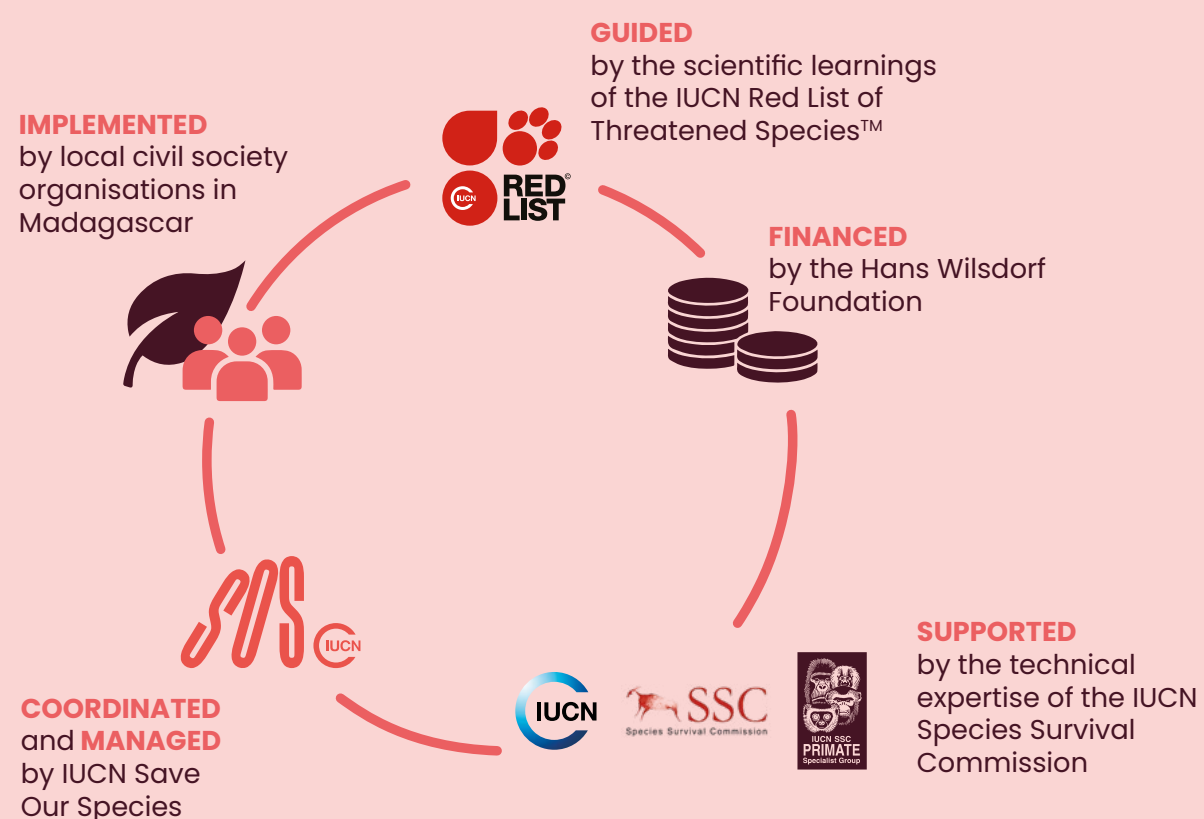 GUIDED
by the scientific learnings
of the IUCN Red List of
Threatened Species™
IUCN
RED©
LIST
FINANCED
by the Hans Wilsdorf
Foundation
SUPPORTED
by the technical
expertise of the IUCN
Species Survival
Commission
IUCN
SSC
Species Survival Commission
IUCN SSC
PRIMATE
Specialist Group
COORDINATED
and MANAGED
by IUCN Save
Our Species
SOS
IUCN
IMPLEMENTED
by local civil society
organisations in
Madagascar